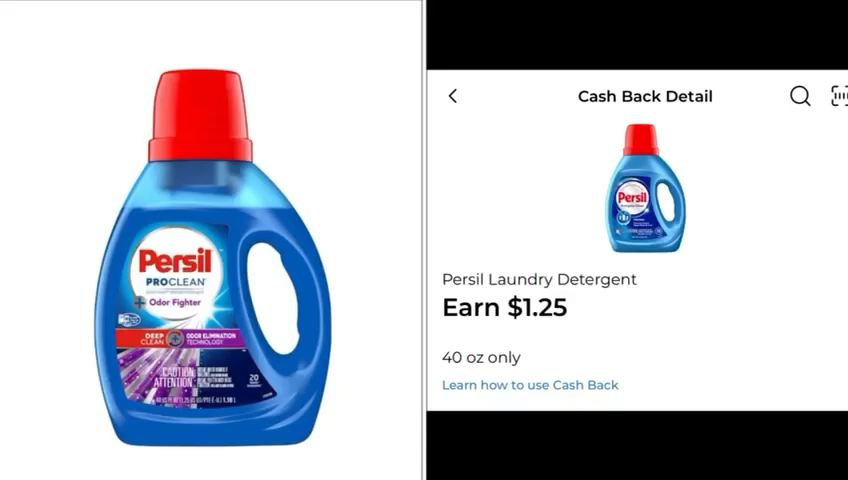 Persil
PROCLEAN
+ Odor Fighter
DEEP CLEAN
ODOR ELIMINATION TECHNOLOGY
CAUTION
ATTENTION
20
Cash Back Detail
Persil
Persil Laundry Detergent
Earn $1.25
40 oz only
Learn how to use Cash Back